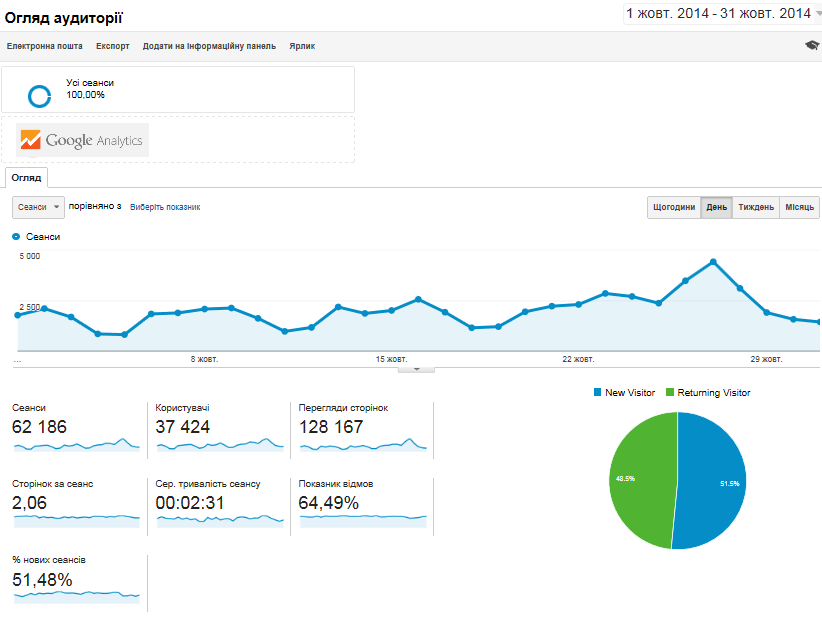 Огляд аудиторії
1 жовт. 2014 - 31 жовт. 2014
Електронна пошта Експорт Додати на інформаційну панель Ярлик
Усі сеанси
100,00%
Google Analytics
Огляд
Сеанси порівняно з Виберіть показник
Щогодини День Тиждень Місяць
Сеанси
5 000
2 500
... 8 жовт. 15 жовт. 22 жовт. 29 жовт.
New Visitor Returning Visitor
Сеанси Користувачі Перегляди сторінок
62 186 37 424 128 167
48.5% 51.5%
Сторінок за сеанс Сер. тривалість сеансу Показник відмов
2,06 00:02:31 64,49%
% нових сеансів
51,48%